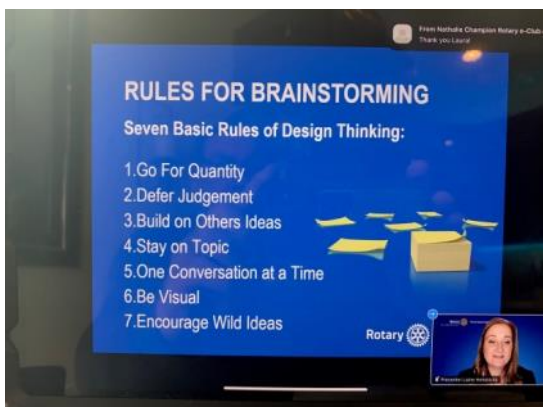 From Nathalie Champion Rotary e-Club
Thank you Laura!
RULES FOR BRAINSTORMING
Seven Basic Rules of Design Thinking:
1.Go For Quantity
2.Defer Judgement
3.Build on Others Ideas
4.Stay on Topic
5.One Conversation at a Time
6.Be Visual
7.Encourage Wild Ideas
Rotary